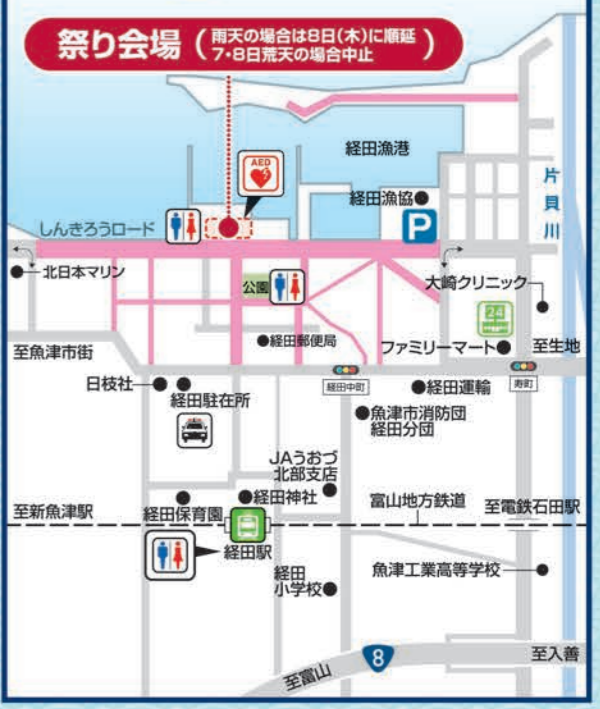 祭り会場
雨天の場合は8日(木)に順延
7・8日荒天の場合中止
AED
経田漁港
経田漁協
P
片貝川
しんきろうロード
北日本マリン
公園
大崎クリニック
24
経田郵便局
ファミリーマート
至生地
至魚津市街
日枝社
経田駐在所
経田中町
経田運輸
寿町
魚津市消防団
経田分団
JAうおづ
北部支店
経田神社
富山地方鉄道
至電鉄石田駅
至新魚津駅
経田保育園
経田駅
経田
小学校
魚津工業高等学校
8
至入善
至富山